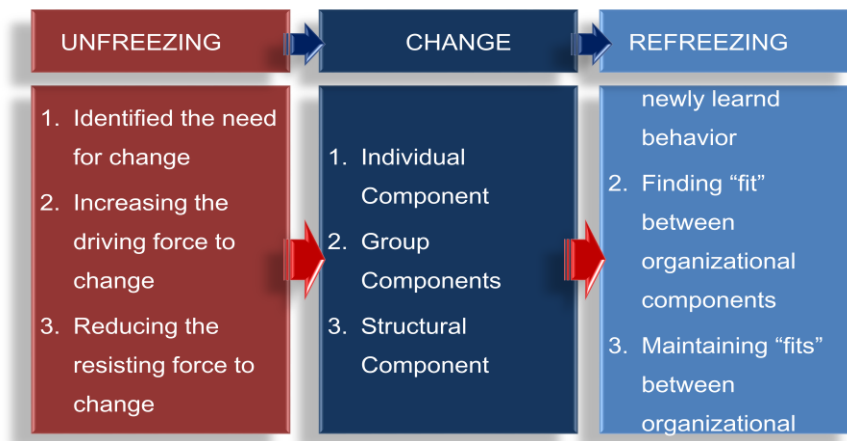 UNFREEZING
CHANGE
REFREEZING
1. Identified the need
for change
2. Increasing the
driving force to
change
3. Reducing the
resisting force to
change
1. Individual
Component
2. Group
Components
3. Structural
Component
newly learnd
behavior
2. Finding “fit”
between
organizational
components
3. Maintaining “fits”
between
organizational